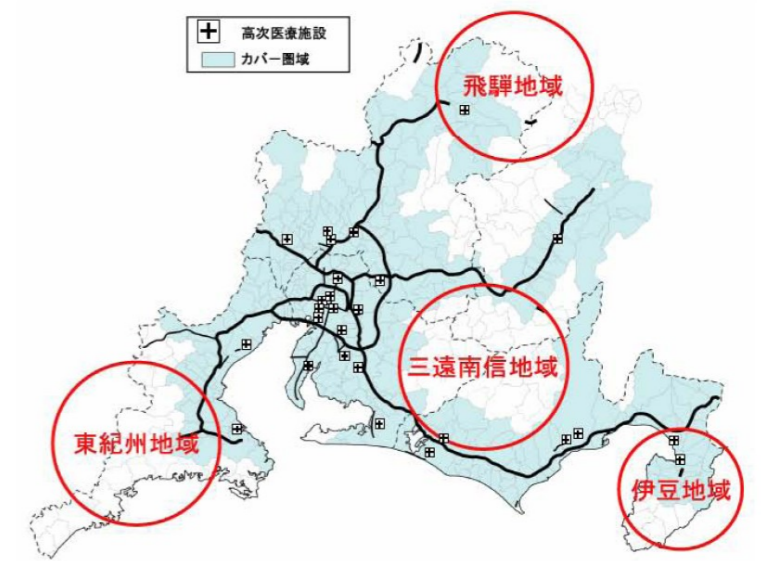 高次医療施設
カバー圏域
飛騨地域
三遠南信地域
東紀州地域
伊豆地域